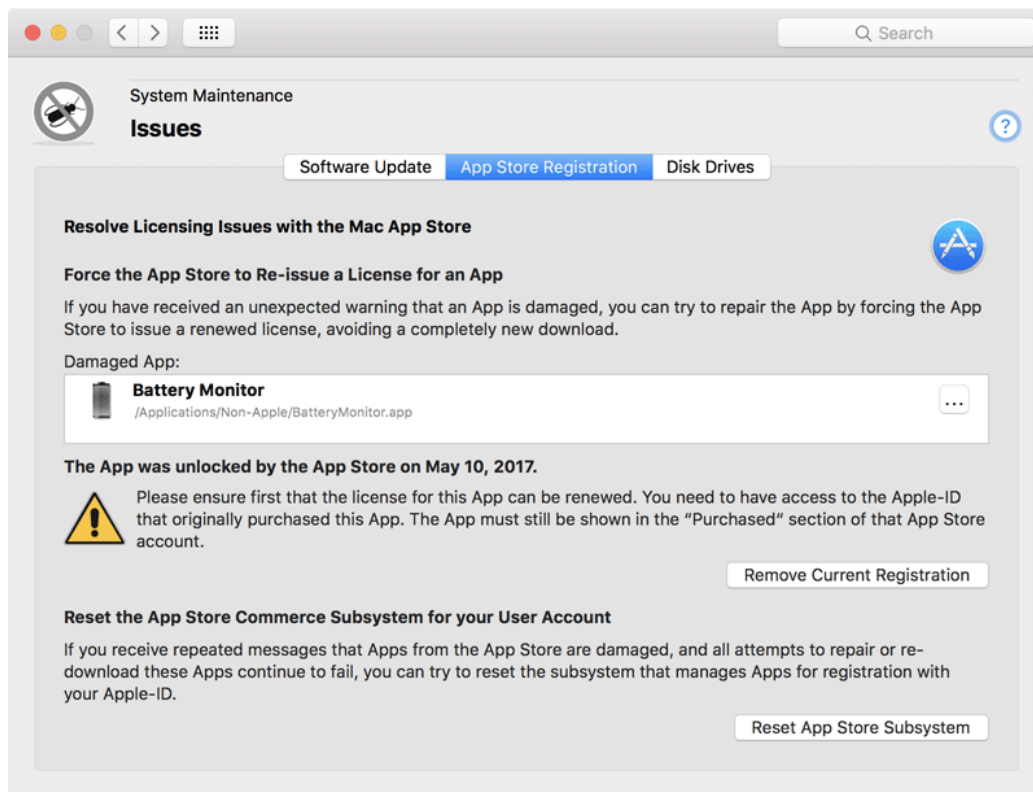 Search
System Maintenance
Issues
?
Software Update App Store Registration Disk Drives
Resolve Licensing Issues with the Mac App Store
Force the App Store to Re-issue a License for an App
If you have received an unexpected warning that an App is damaged, you can try to repair the App by forcing the App
Store to issue a renewed license, avoiding a completely new download.
Damaged App:
Battery Monitor
/Applications/Non-Apple/BatteryMonitor.app
...
The App was unlocked by the App Store on May 10, 2017.
Please ensure first that the license for this App can be renewed. You need to have access to the Apple-ID
that originally purchased this App. The App must still be shown in the “Purchased” section of that App Store
account.
Remove Current Registration
Reset the App Store Commerce Subsystem for your User Account
If you receive repeated messages that Apps from the App Store are damaged, and all attempts to repair or re-
download these Apps continue to fail, you can try to reset the subsystem that manages Apps for registration with
your Apple-ID.
Reset App Store Subsystem